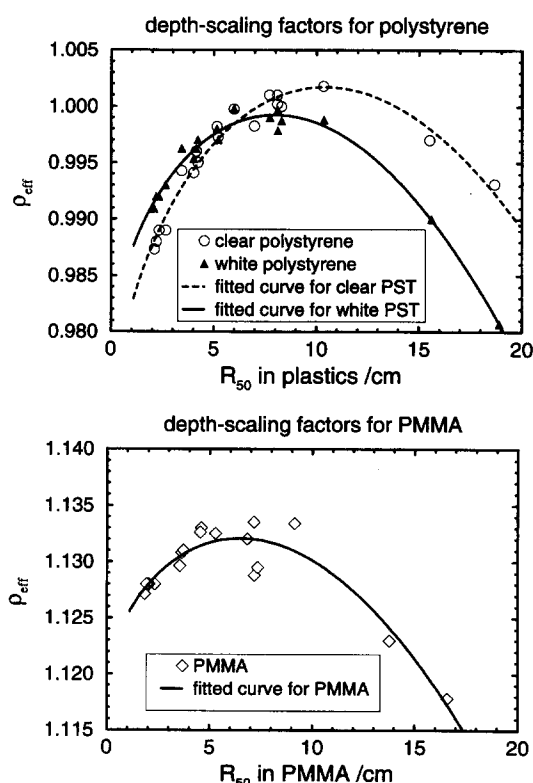 depth-scaling factors for polystyrene
1.005
1.000
0.995
0.990
0.985
0.980
ρeff
clear polystyrene
white polystyrene
fitted curve for clear PST
fitted curve for white PST
0 5 10 15 20
R50 in plastics /cm
depth-scaling factors for PMMA
1.140
1.135
1.130
1.125
1.120
1.115
ρeff
PMMA
fitted curve for PMMA
0 5 10 15 20
R50 in PMMA /cm